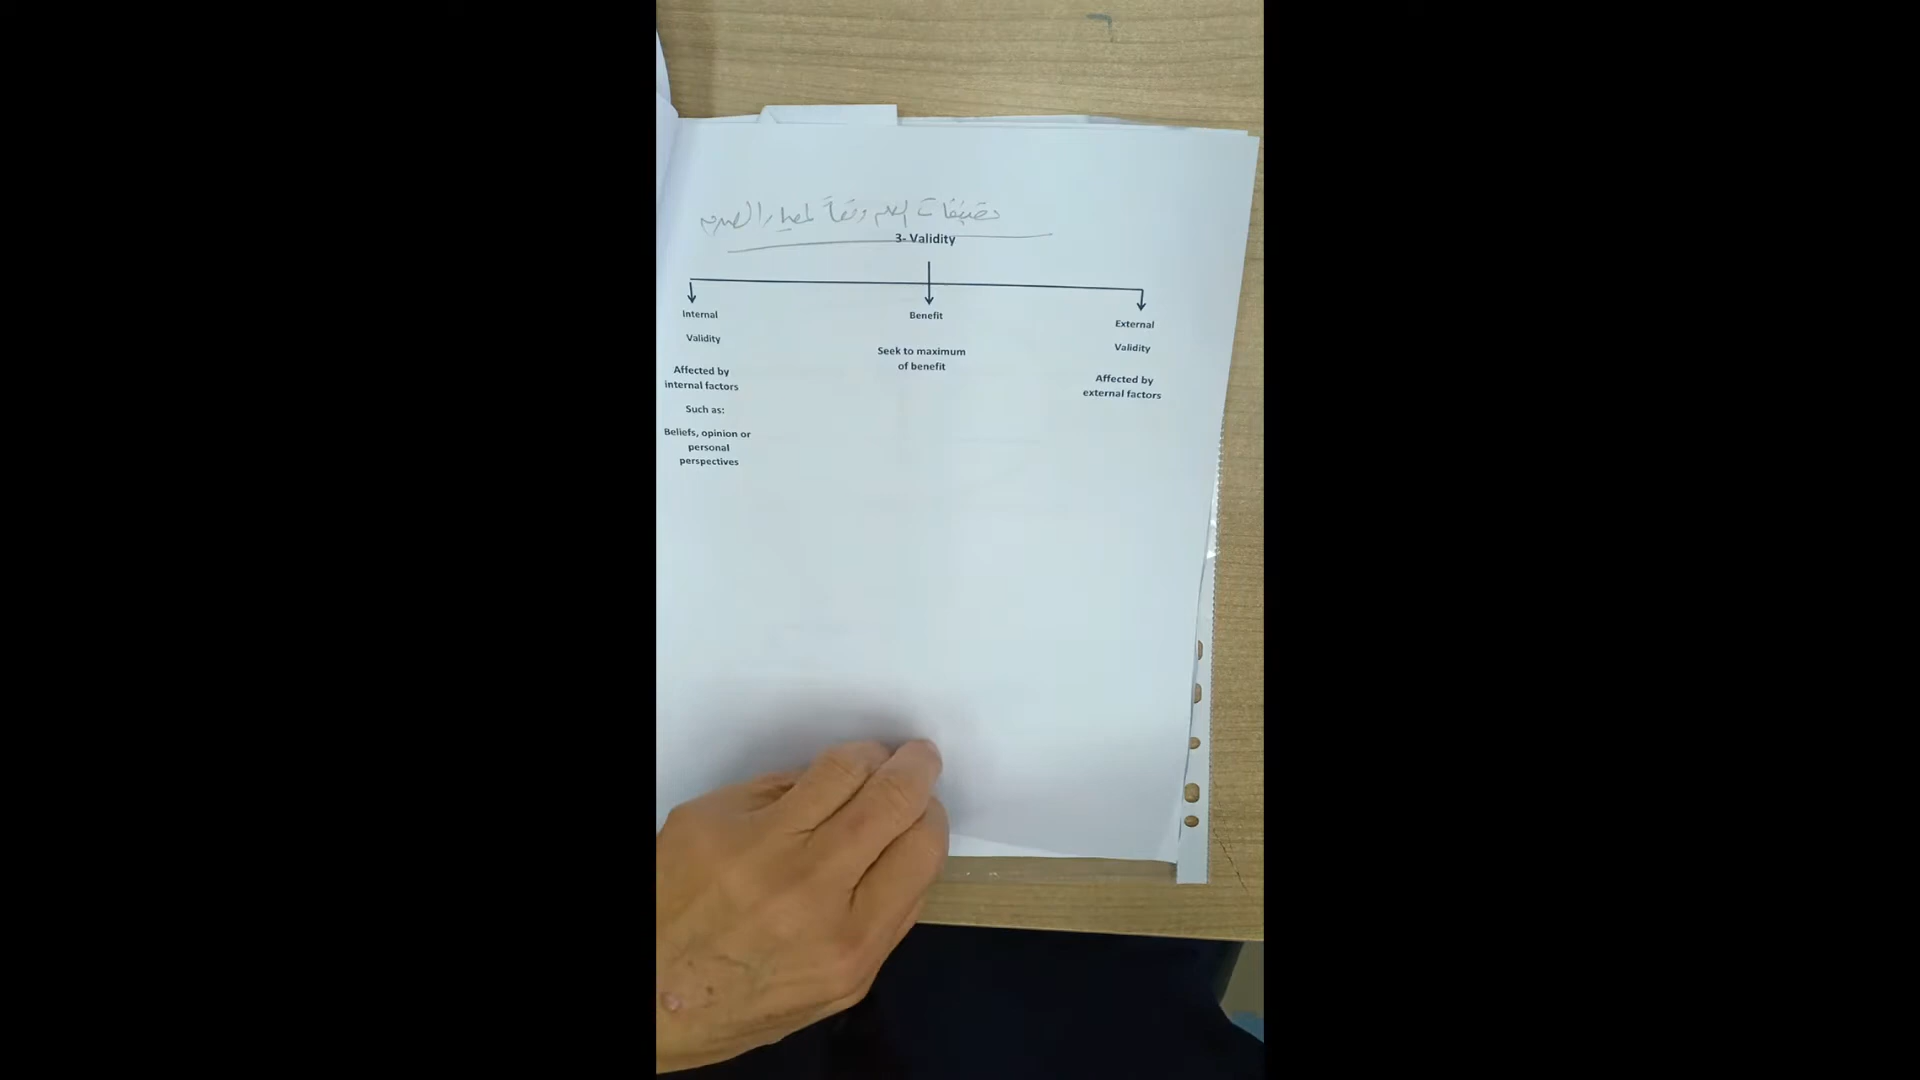 تصنيفات العلم وفقاً لمعيار الصدق
3- Validity
Internal
Validity
Affected by
internal factors
Such as:
Beliefs, opinion or
personal
perspectives
Benefit
Seek to maximum
of benefit
External
Validity
Affected by
external factors